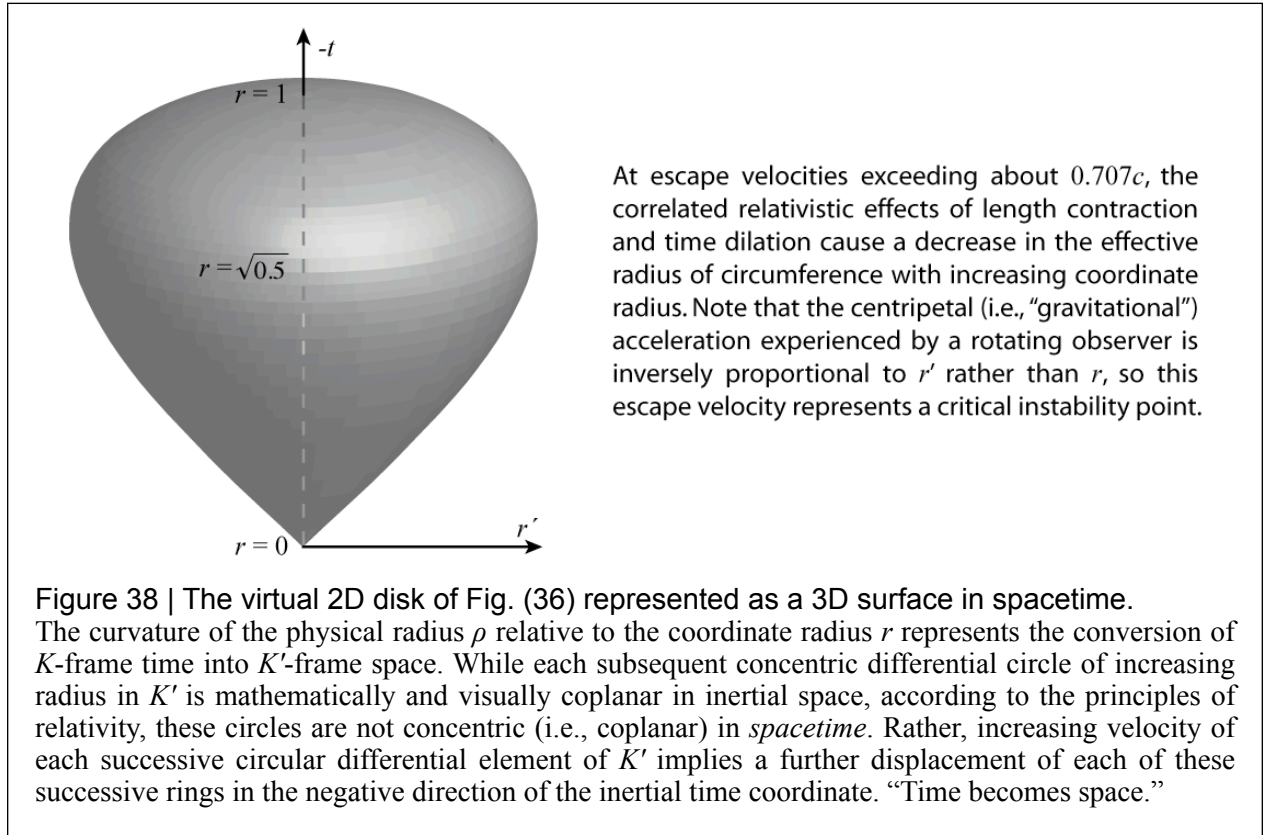 -t
r = 1
At escape velocities exceeding about 0.707c, the
correlated relativistic effects of length contraction
and time dilation cause a decrease in the effective
radius of circumference with increasing coordinate
radius. Note that the centripetal (i.e., “gravitational”)
acceleration experienced by a rotating observer is
inversely proportional to r′ rather than r, so this
escape velocity represents a critical instability point.
r = √0.5
r′
r = 0
Figure 38 | The virtual 2D disk of Fig. (36) represented as a 3D surface in spacetime.
The curvature of the physical radius ρ relative to the coordinate radius r represents the conversion of
K-frame time into K′-frame space. While each subsequent concentric differential circle of increasing
radius in K′ is mathematically and visually coplanar in inertial space, according to the principles of
relativity, these circles are not concentric (i.e., coplanar) in spacetime. Rather, increasing velocity of
each successive circular differential element of K′ implies a further displacement of each of these
successive rings in the negative direction of the inertial time coordinate. “Time becomes space.”